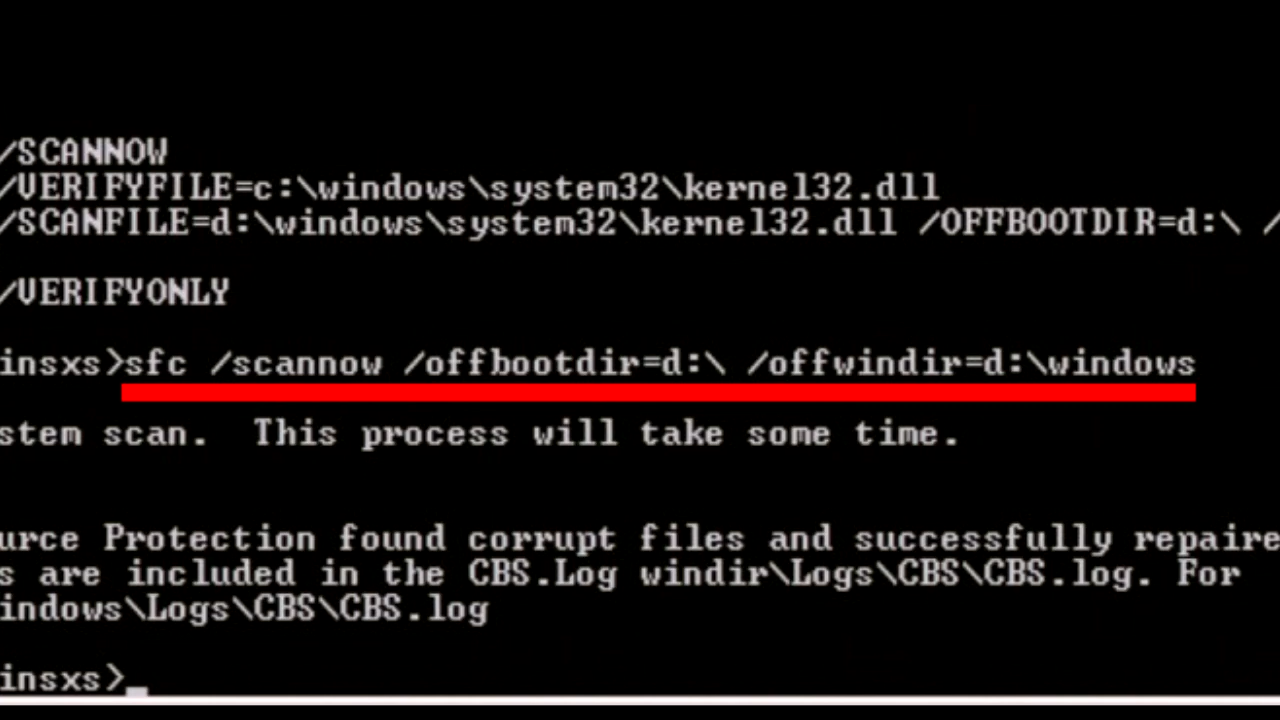 /SCANNOW
/VERIFYFILE=c:\windows\system32\kernel32.dll
/SCANFILE=d:\windows\system32\kernel32.dll /OFFBOOTDIR=d:\ /
/VERIFYONLY
insxs>sfc /scannow /offbootdir=d:\ /offwindir=d:\windows
stem scan.  This process will take some time.
urce Protection found corrupt files and successfully repaire
s are included in the CBS.Log windir\Logs\CBS\CBS.log. For
indows\Logs\CBS\CBS.log
insxs>_